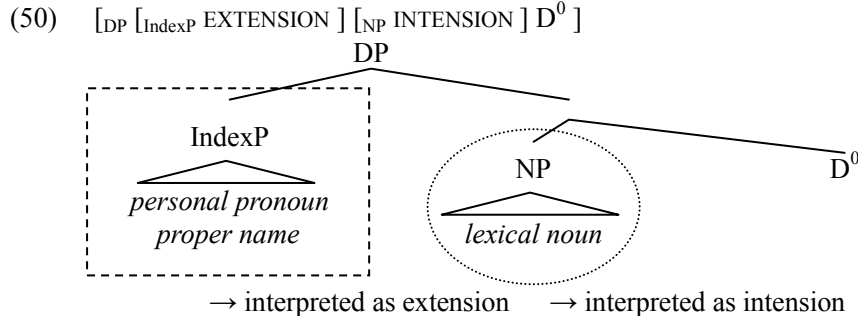 (50) [DP [IndexP EXTENSION ] [NP INTENSION ] D⁰ ]
DP
IndexP
NP
D⁰
personal pronoun
proper name
lexical noun
→ interpreted as extension → interpreted as intension